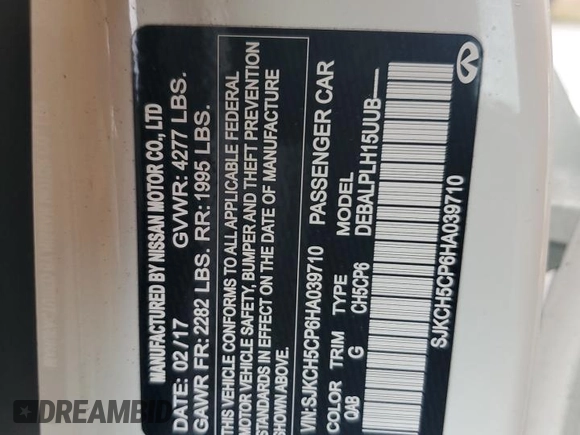 MANUFACTURED BY NISSAN MOTOR CO., LTD
DATE: 02/17 GVWR: 4277 LBS.
GAWR FR: 2282 LBS. RR: 1995 LBS.
THIS VEHICLE CONFORMS TO ALL APPLICABLE FEDERAL
MOTOR VEHICLE SAFETY, BUMPER AND THEFT PREVENTION
STANDARDS IN EFFECT ON THE DATE OF MANUFACTURE
SHOWN ABOVE.
VIN: SJKCH5CP6HA039710 PASSENGER CAR
COLOR TRIM TYPE MODEL
QAB G CH5CP6 DEBALPLH15UUB
SJKCH5CP6HA039710
DREAMBID